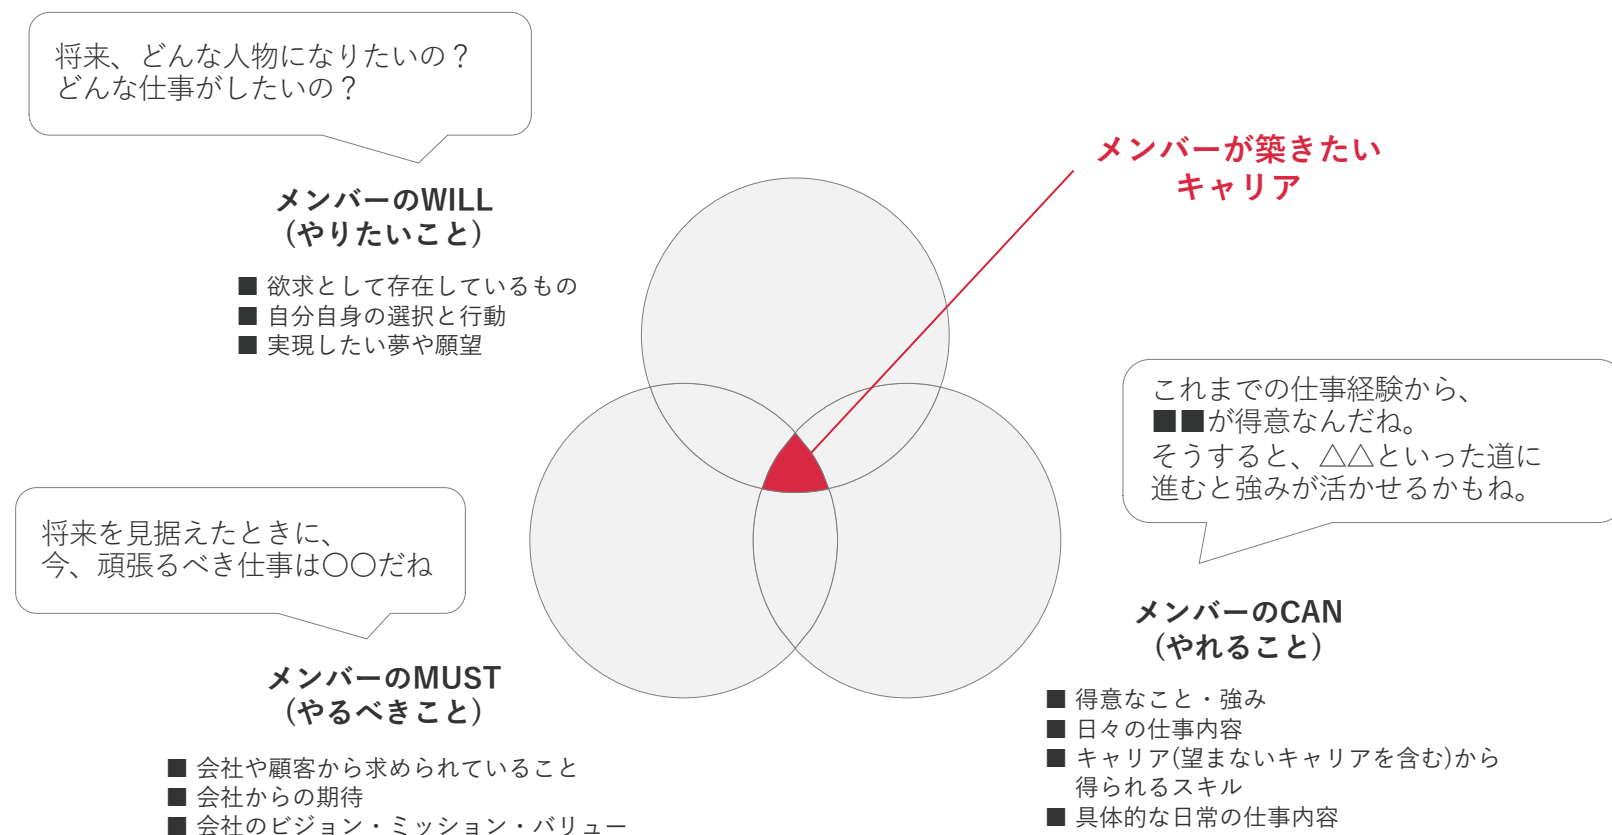 将来、どんな人物になりたいの？
どんな仕事がしたいの？
メンバーのWILL
（やりたいこと）
■ 欲求として存在しているもの
■ 自分自身の選択と行動
■ 実現したい夢や願望
メンバーが築きたい
キャリア
これまでの仕事経験から、
■■が得意なんだね。
そうすると、△△といった道に
進むと強みが活かせるかもね。
将来を見据えたときに、
今、頑張るべき仕事は〇〇だね
メンバーのCAN
（やれること）
■ 得意なこと・強み
■ 日々の仕事内容
■ キャリア(望まないキャリアを含む)から
得られるスキル
■ 具体的な日常の仕事内容
メンバーのMUST
（やるべきこと）
■ 会社や顧客から求められていること
■ 会社からの期待
■ 会社のビジョン・ミッション・バリュー